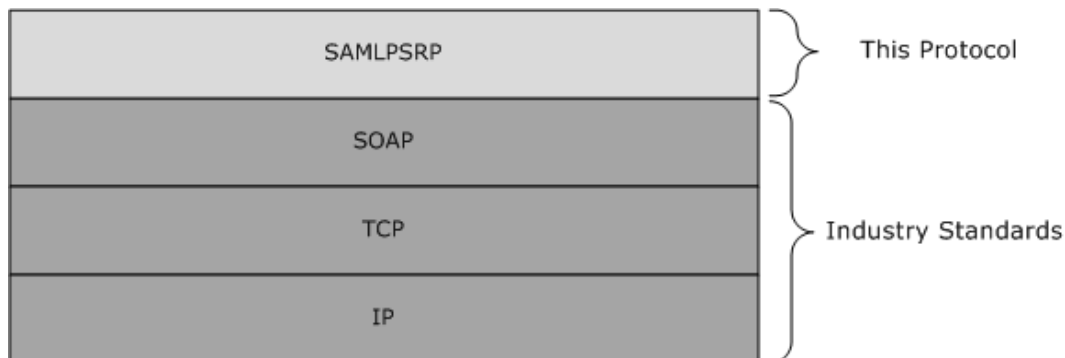 SAMLPSRP
This Protocol
SOAP
TCP
Industry Standards
IP